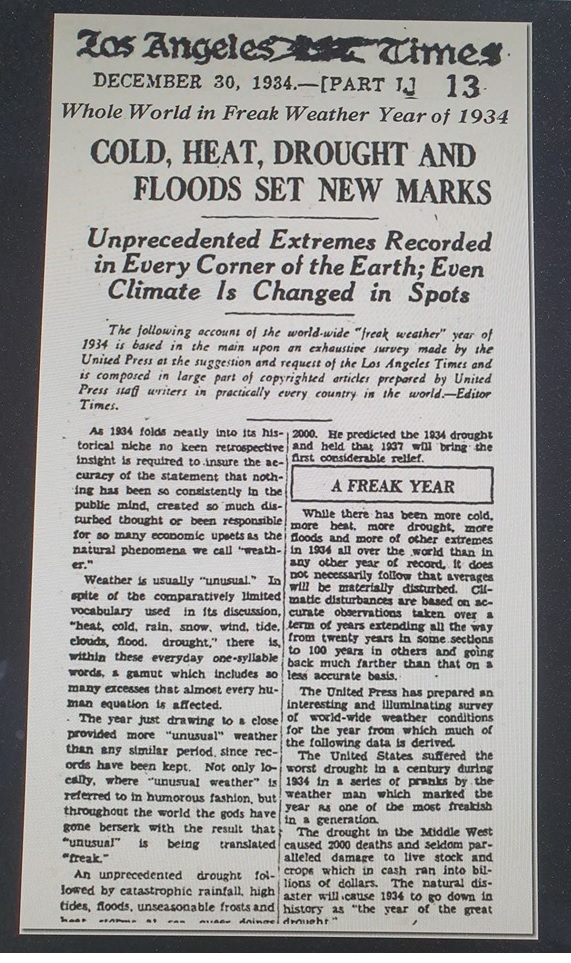 Los Angeles Times
DECEMBER 30, 1934.—[PART I.] 13
Whole World in Freak Weather Year of 1934
COLD, HEAT, DROUGHT AND
FLOODS SET NEW MARKS
Unprecedented Extremes Recorded
in Every Corner of the Earth; Even
Climate Is Changed in Spots
The following account of the world-wide "freak weather" year of
1934 is based in the main upon an exhaustive survey made by the
United Press at the suggestion and request of the Los Angeles Times and
is composed in large part of copyrighted articles prepared by United
Press staff writers in practically every country in the world.—Editor
Times.
As 1934 folds neatly into its his-
torical niche no keen retrospective
insight is required to insure the ac-
curacy of the statement that noth-
ing has been so consistently in the
public mind, created so much dis-
turbed thought or been responsible
for so many economic upsets as the
natural phenomena we call "weath-
er."
Weather is usually "unusual." In
spite of the comparatively limited
vocabulary used in its discussion,
"heat, cold, rain, snow, wind, tide,
clouds, flood, drought," there is,
within these everyday one-syllable
words, a gamut which includes so
many excesses that almost every hu-
man equation is affected.
The year just drawing to a close
provided more "unusual" weather
than any similar period since rec-
ords have been kept. Not only lo-
cally, where "unusual weather" is
referred to in humorous fashion, but
throughout the world the gods have
gone berserk with the result that
"unusual" is being translated
"freak."
An unprecedented drought fol-
lowed by catastrophic rainfall, high
tides, floods, unseasonable frosts and
2000. He predicted the 1934 drought
and held that 1937 will bring the
first considerable relief.
A FREAK YEAR
While there has been more cold,
more heat, more drought, more
floods and more of other extremes
in 1934 all over the world than in
any other year of record, it does
not necessarily follow that averages
will be materially disturbed. Cli-
matic disturbances are based on ac-
curate observations taken over a
term of years extending all the way
from twenty years in some sections
to 100 years in others and going
back much farther than that on a
less accurate basis.
The United Press has prepared an
interesting and illuminating survey
of world-wide weather conditions
for the year from which much of
the following data is derived.
The United States suffered the
worst drought in a century during
1934 in a series of pranks by the
weather man which marked the
year as one of the most freakish
in a generation.
The drought in the Middle West
caused 2000 deaths and seldom par-
alleled damage to live stock and
crops which in cash ran into bil-
lions of dollars. The natural dis-
aster will cause 1934 to go down in
history as "the year of the great
drought."